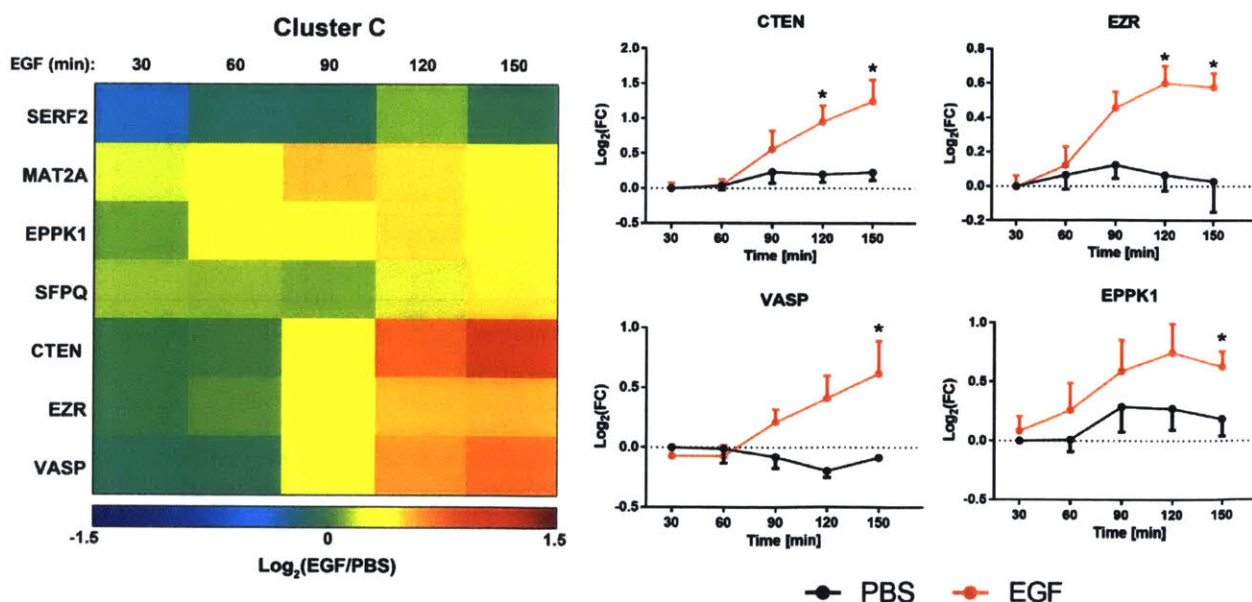 Cluster C
EGF (min): 30 60 90 120 150
SERF2
MAT2A
EPPK1
SFPQ
CTEN
EZR
VASP
-1.5 0 1.5
Log₂(EGF/PBS)
CTEN
Log₂(FC)
2.0
1.5
1.0
0.5
0.0
-0.5
* *
30 60 90 120 150
Time [min]
EZR
Log₂(FC)
0.8
0.6
0.4
0.2
0.0
-0.2
* *
30 60 90 120 150
Time [min]
VASP
Log₂(FC)
1.0
0.5
0.0
-0.5
*
30 60 90 120 150
Time [min]
EPPK1
Log₂(FC)
1.0
0.5
0.0
-0.5
*
30 60 90 120 150
Time [min]
PBS EGF